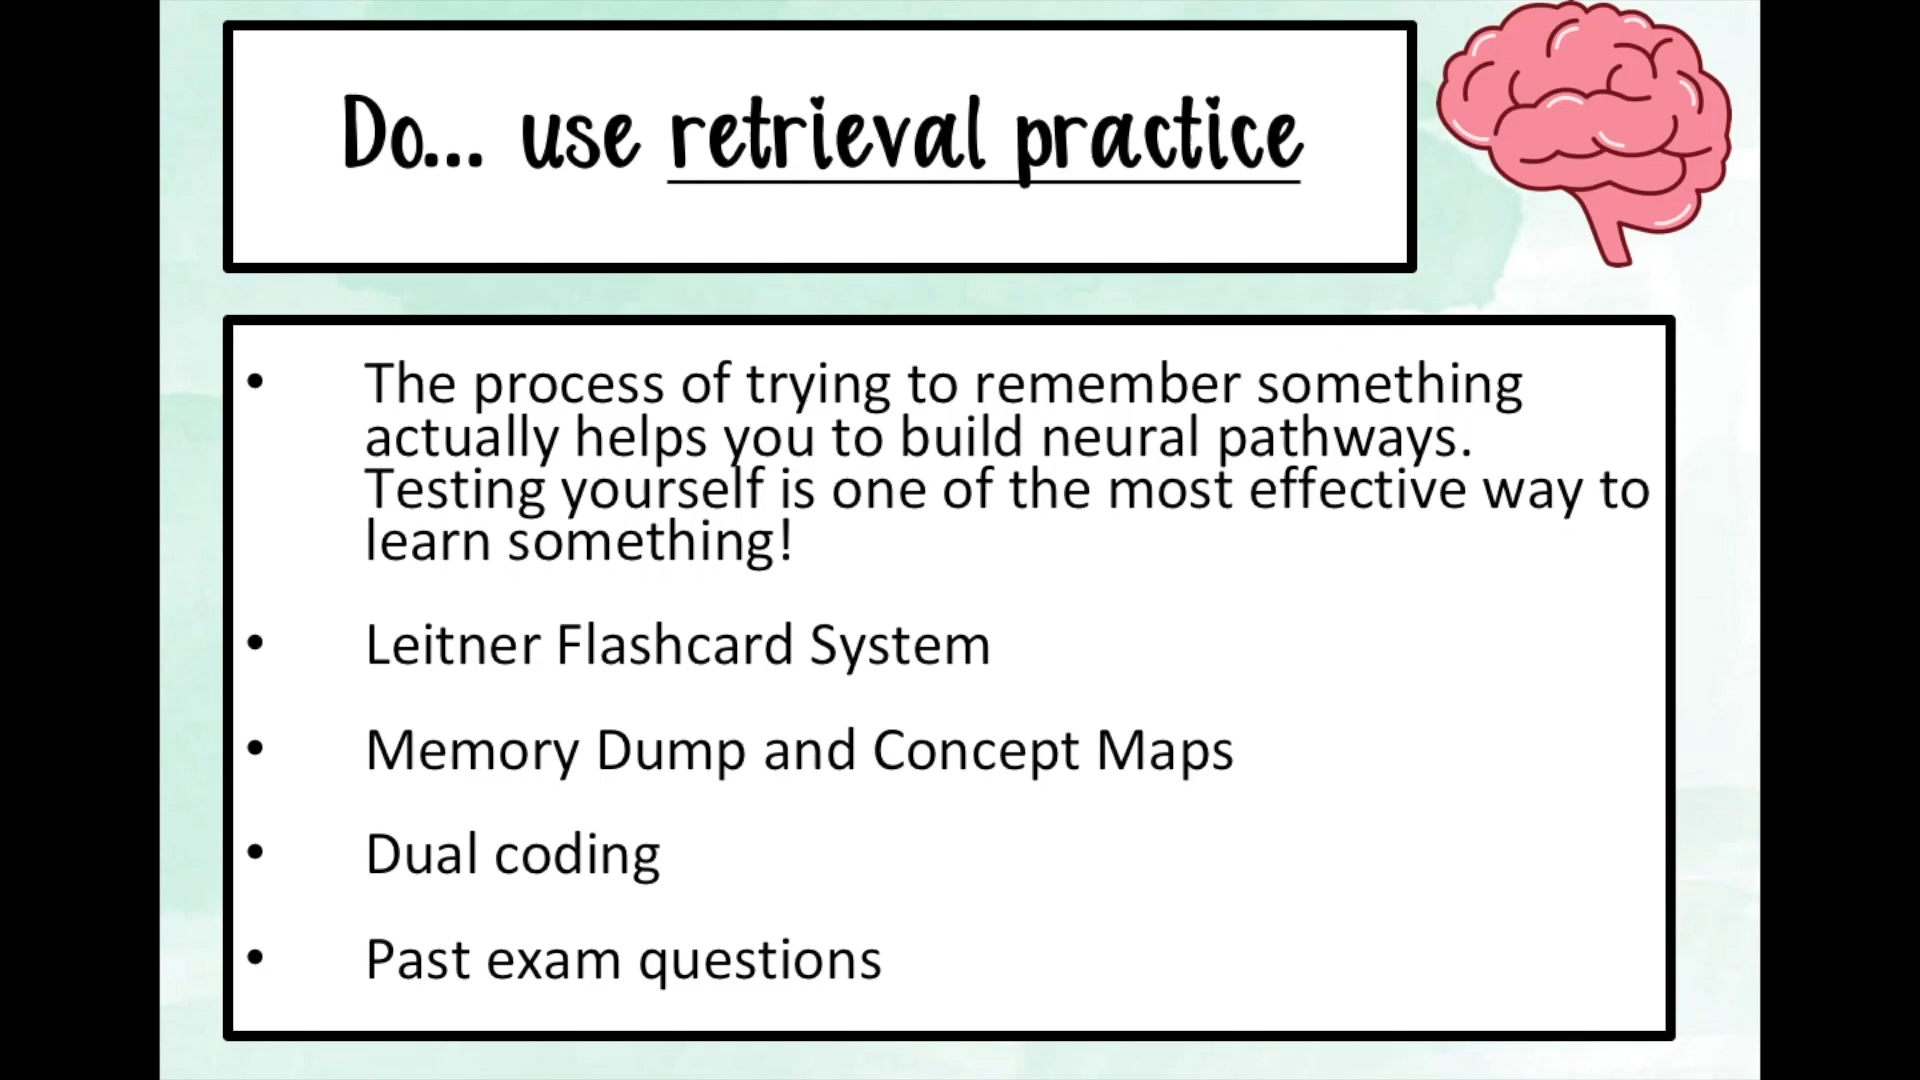 Do... use retrieval practice
• The process of trying to remember something
actually helps you to build neural pathways.
Testing yourself is one of the most effective way to
learn something!
• Leitner Flashcard System
• Memory Dump and Concept Maps
• Dual coding
• Past exam questions